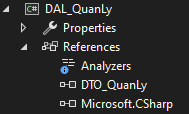 C# DAL_QuanLy
Properties
References
Analyzers
DTO_QuanLy
Microsoft.CSharp